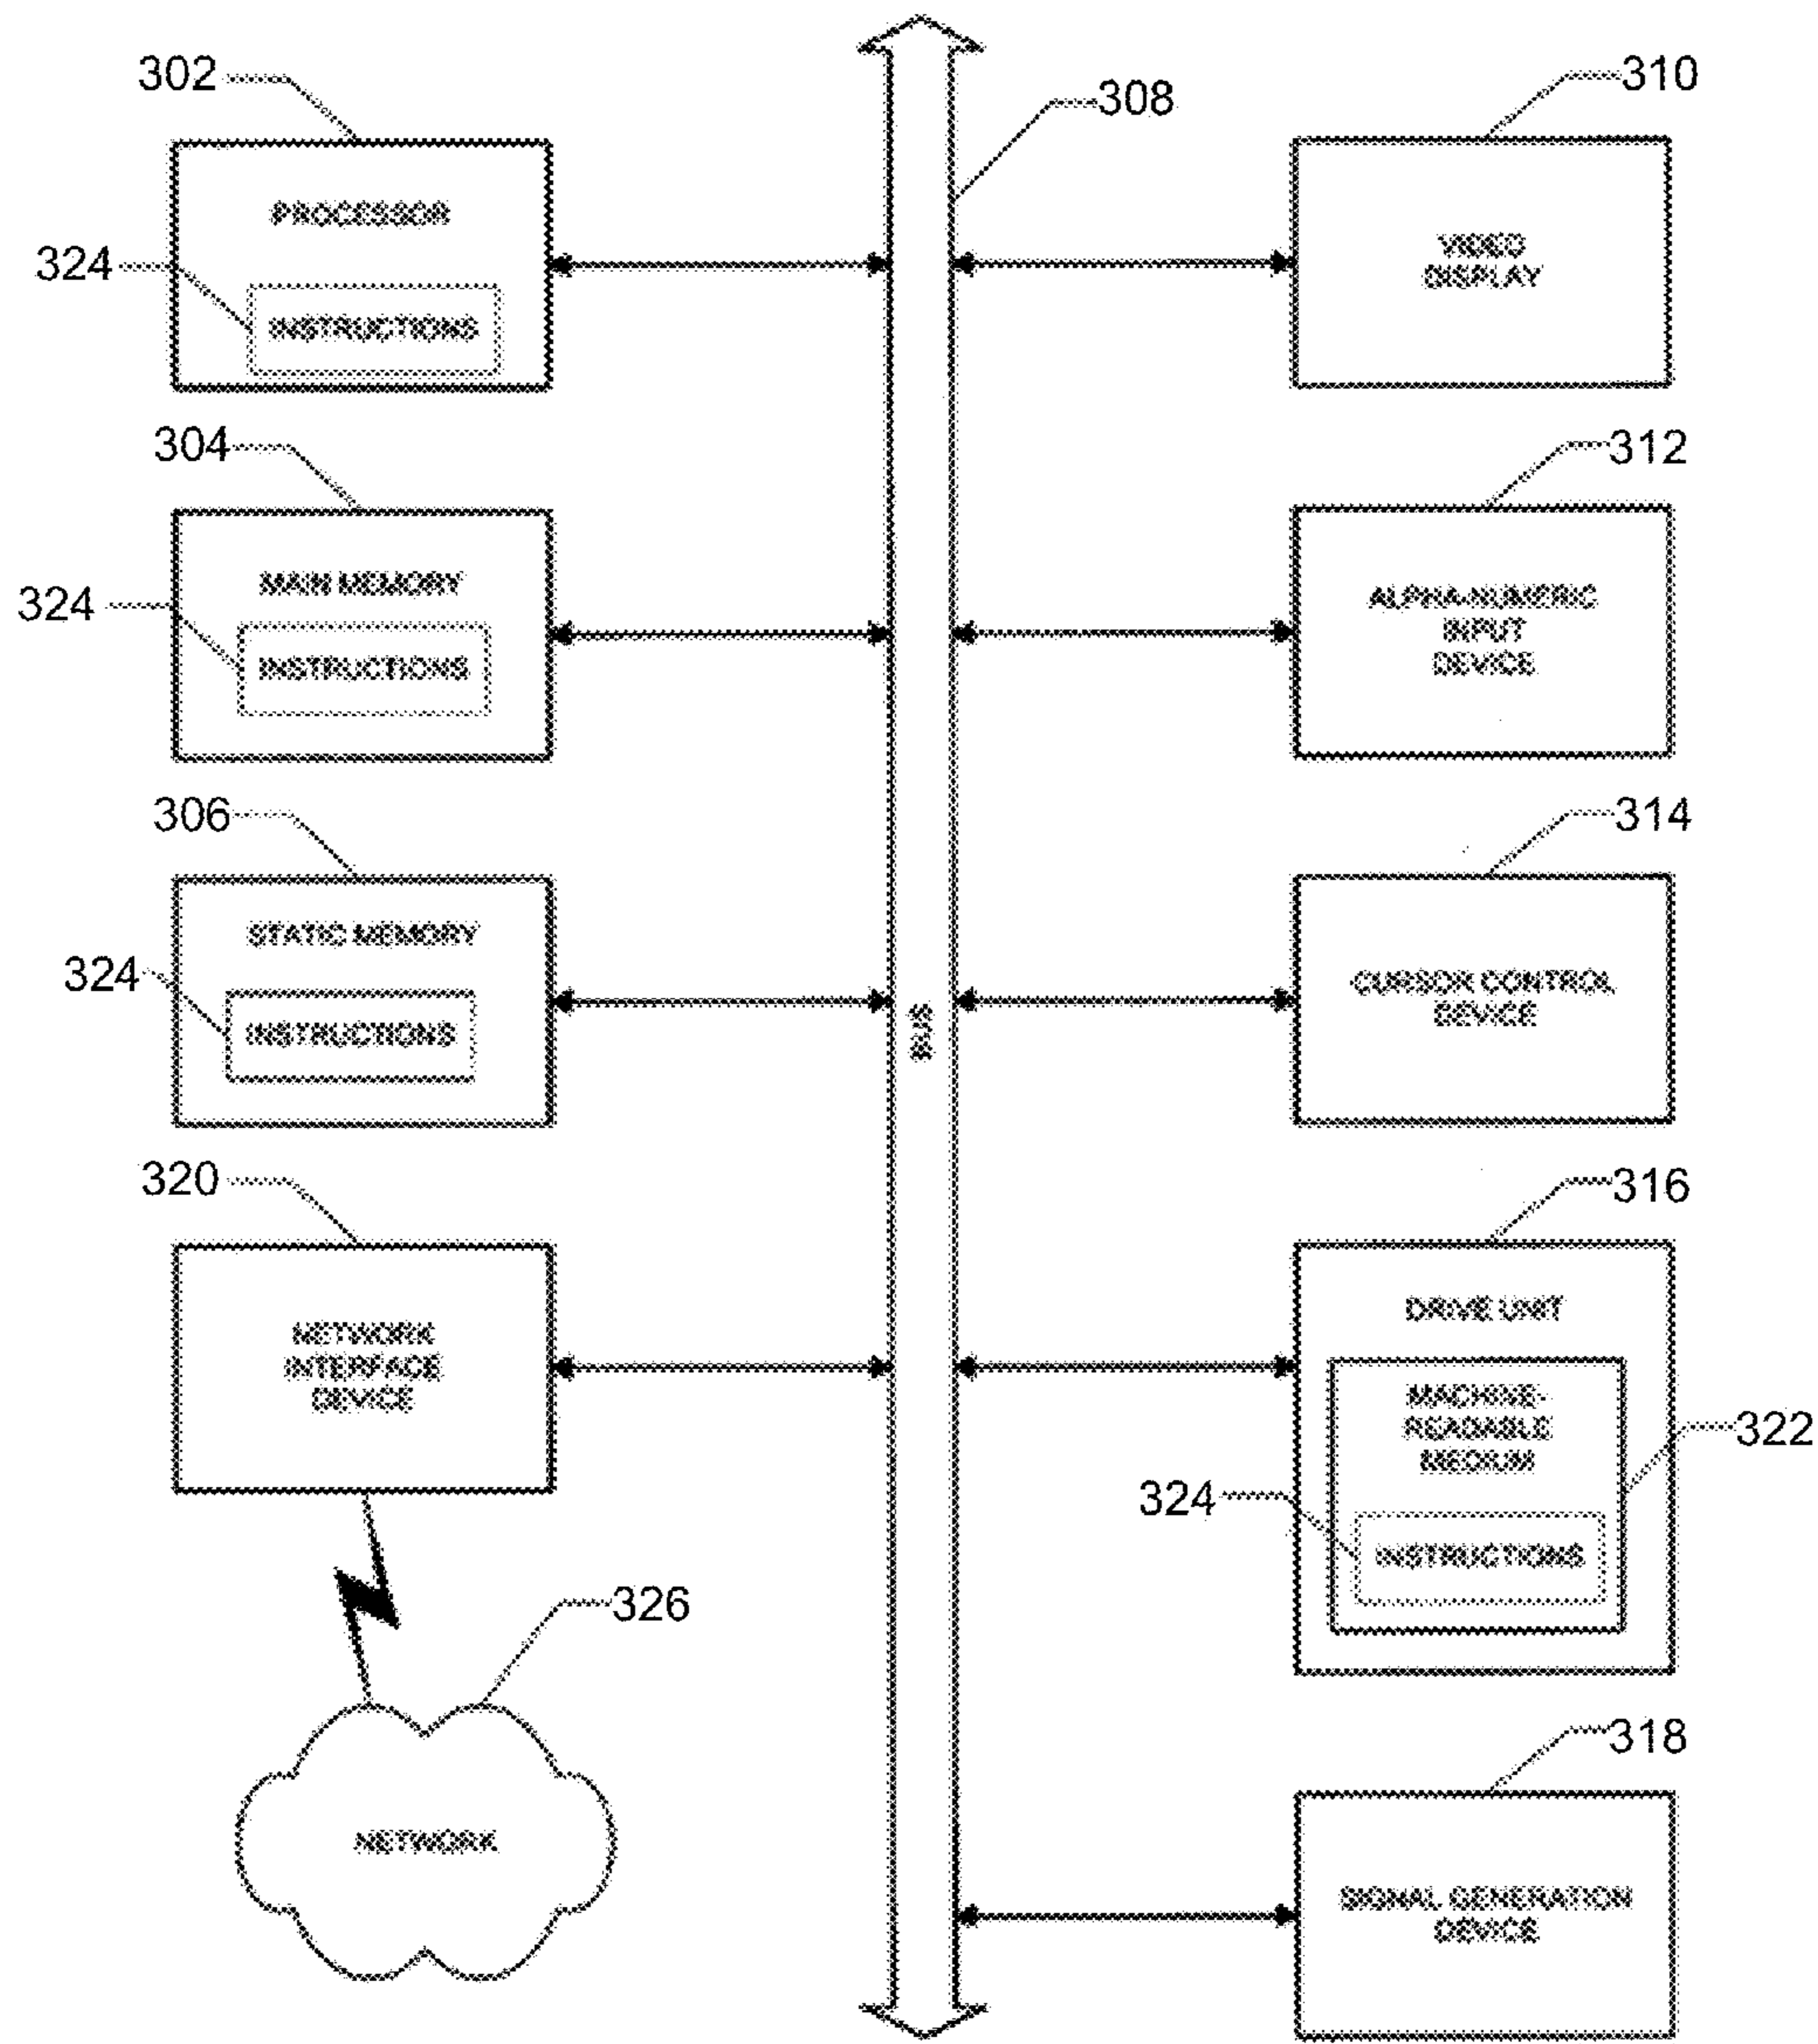 302
PROCESSOR
324
INSTRUCTIONS
304
MAIN MEMORY
324
INSTRUCTIONS
306
STATIC MEMORY
324
INSTRUCTIONS
320
NETWORK
INTERFACE
DEVICE
326
NETWORK
308
BUS
310
VIDEO
DISPLAY
312
ALPHA-NUMERIC
INPUT
DEVICE
314
CURSOR CONTROL
DEVICE
316
DRIVE UNIT
322
MACHINE-
READABLE
MEDIUM
324
INSTRUCTIONS
318
SIGNAL GENERATION
DEVICE